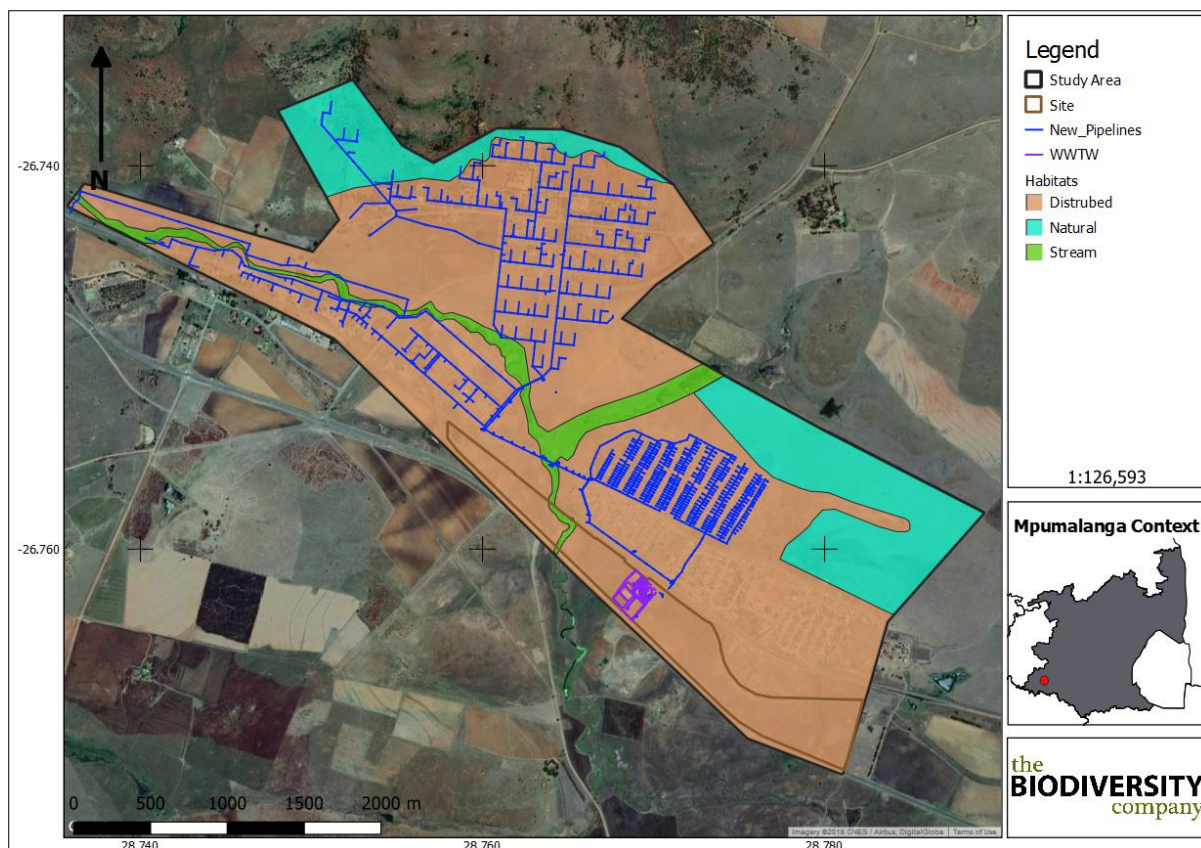 N
-26.740
-26.760
28.740
28.760
28.780
0 500 1000 1500 2000 m
Imagery ©2018 CNES / Airbus, DigitalGlobe | Terms of Use
Legend
Study Area
Site
New_Pipelines
WWTW
Habitats
Distrubed
Natural
Stream
1:126,593
Mpumalanga Context
the
BIODIVERSITY
company